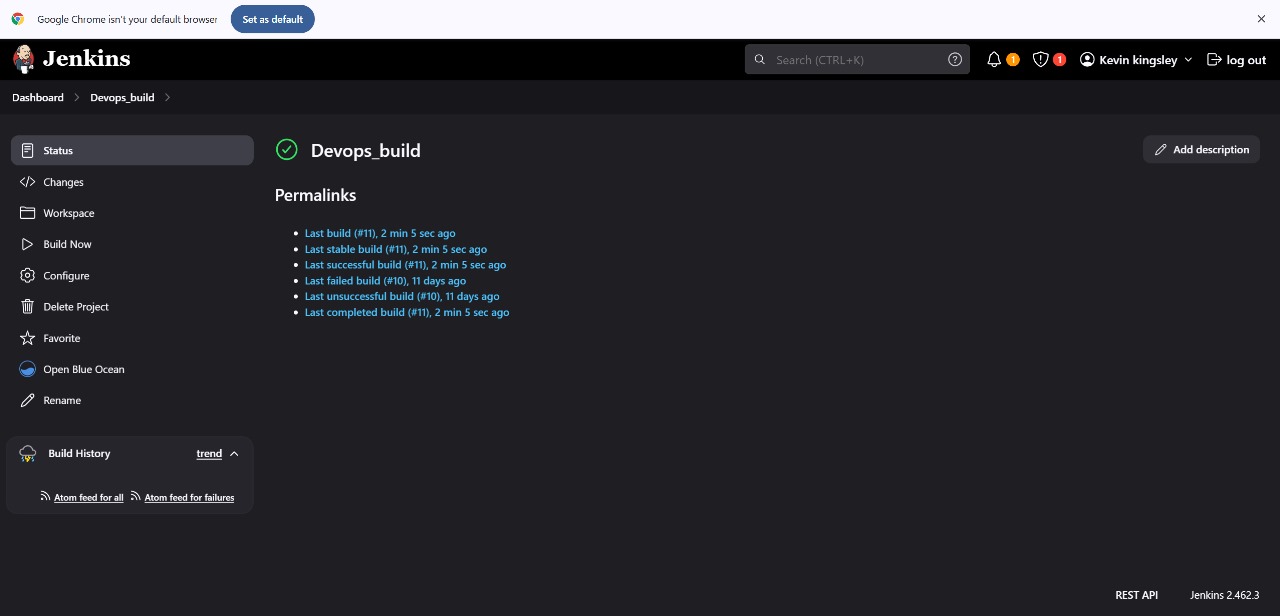 Google Chrome isn't your default browser Set as default
Jenkins Search (CTRL+K) 1 1 Kevin kingsley log out
Dashboard Devops_build
Status
Changes
Workspace
Build Now
Configure
Delete Project
Favorite
Open Blue Ocean
Rename
Build History trend
Atom feed for all Atom feed for failures
Devops_build Add description
Permalinks
Last build (#11), 2 min 5 sec ago
Last stable build (#11), 2 min 5 sec ago
Last successful build (#11), 2 min 5 sec ago
Last failed build (#10), 11 days ago
Last unsuccessful build (#10), 11 days ago
Last completed build (#11), 2 min 5 sec ago
REST API Jenkins 2.462.3